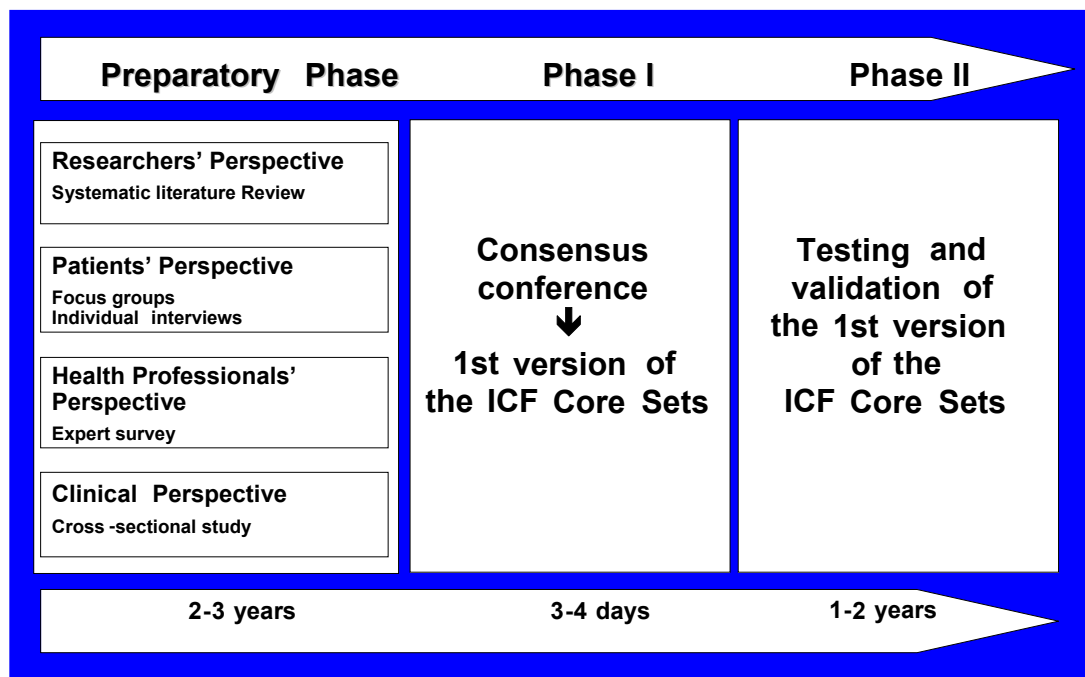 Preparatory Phase
Phase I
Phase II
Researchers' Perspective
Systematic literature Review
Patients' Perspective
Focus groups
Individual interviews
Health Professionals'
Perspective
Expert survey
Clinical Perspective
Cross -sectional study
Consensus
conference
🡻
1st version of
the ICF Core Sets
Testing and
validation of
the 1st version
of the
ICF Core Sets
2-3 years
3-4 days
1-2 years